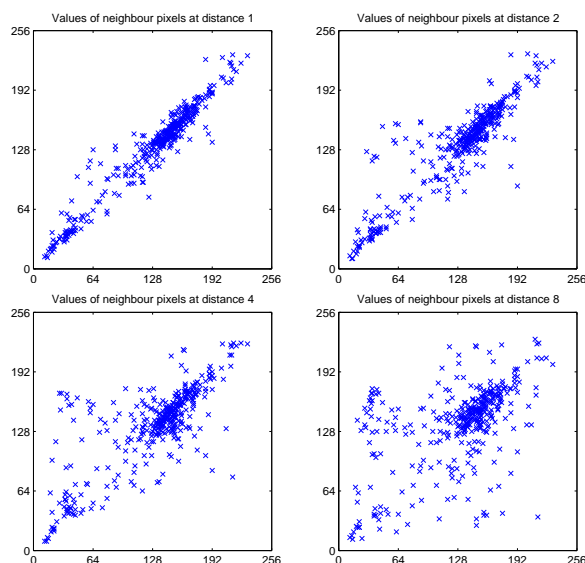 Values of neighbour pixels at distance 1
256
192
128
64
0
0 64 128 192 256
Values of neighbour pixels at distance 2
256
192
128
64
0
0 64 128 192 256
Values of neighbour pixels at distance 4
256
192
128
64
0
0 64 128 192 256
Values of neighbour pixels at distance 8
256
192
128
64
0
0 64 128 192 256